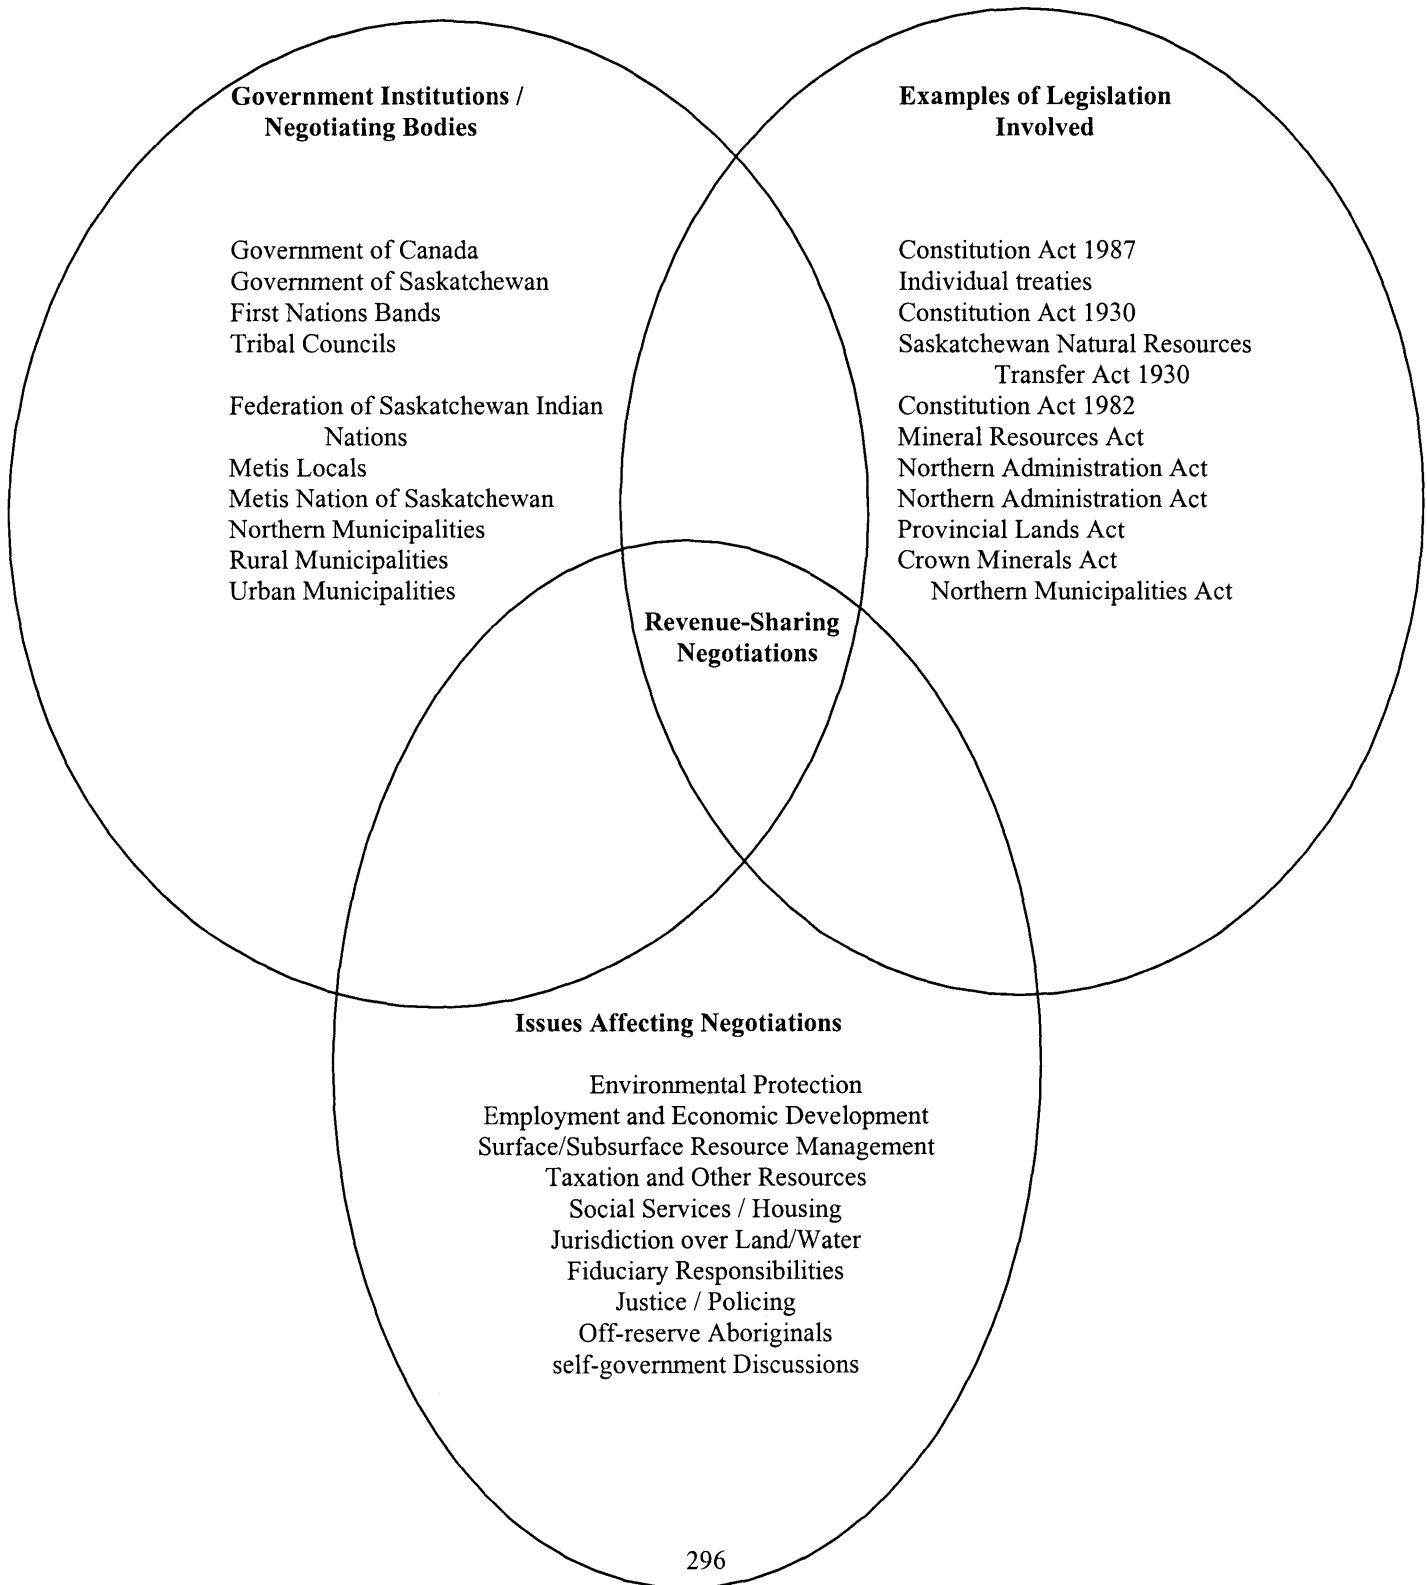 Government Institutions /
Negotiating Bodies
Government of Canada
Government of Saskatchewan
First Nations Bands
Tribal Councils
Federation of Saskatchewan Indian
Nations
Metis Locals
Metis Nation of Saskatchewan
Northern Municipalities
Rural Municipalities
Urban Municipalities
Examples of Legislation
Involved
Constitution Act 1987
Individual treaties
Constitution Act 1930
Saskatchewan Natural Resources
Transfer Act 1930
Constitution Act 1982
Mineral Resources Act
Northern Administration Act
Northern Administration Act
Provincial Lands Act
Crown Minerals Act
Northern Municipalities Act
Revenue-Sharing
Negotiations
Issues Affecting Negotiations
Environmental Protection
Employment and Economic Development
Surface/Subsurface Resource Management
Taxation and Other Resources
Social Services / Housing
Jurisdiction over Land/Water
Fiduciary Responsibilities
Justice / Policing
Off-reserve Aboriginals
self-government Discussions
296